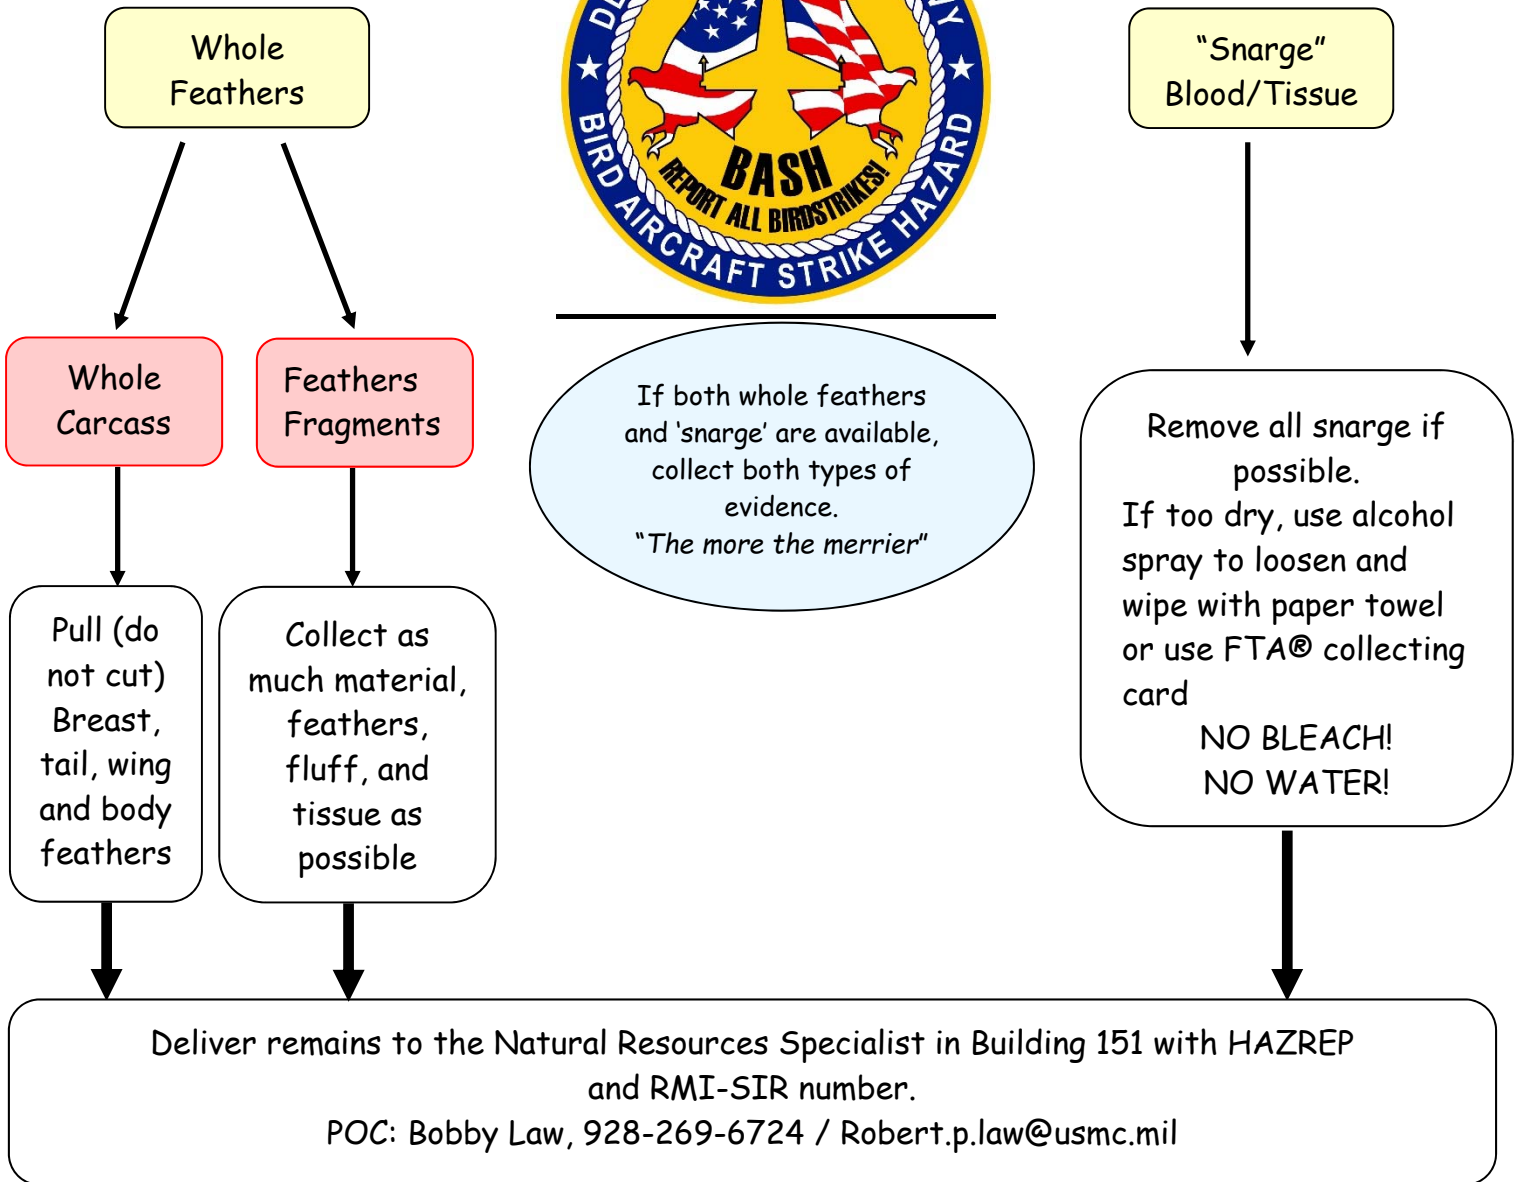 Whole
Feathers
BIRD AIRCRAFT STRIKE HAZARD
BASH
REPORT ALL BIRDSTRIKES!
“Snarge”
Blood/Tissue
Whole
Carcass
Feathers
Fragments
If both whole feathers
and ‘snarge’ are available,
collect both types of
evidence.
“The more the merrier”
Remove all snarge if
possible.
If too dry, use alcohol
spray to loosen and
wipe with paper towel
or use FTA® collecting
card
NO BLEACH!
NO WATER!
Pull (do
not cut)
Breast,
tail, wing
and body
feathers
Collect as
much material,
feathers,
fluff, and
tissue as
possible
Deliver remains to the Natural Resources Specialist in Building 151 with HAZREP
and RMI-SIR number.
POC: Bobby Law, 928-269-6724 / Robert.p.law@usmc.mil